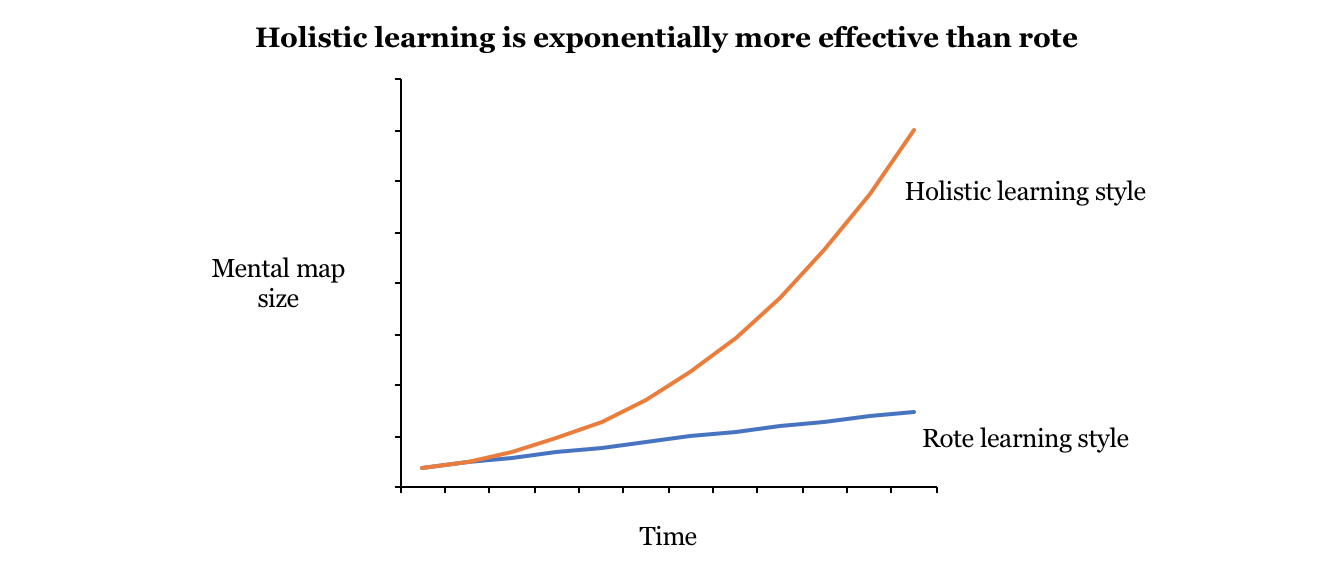 Holistic learning is exponentially more effective than rote
Holistic learning style
Mental map
size
Rote learning style
Time